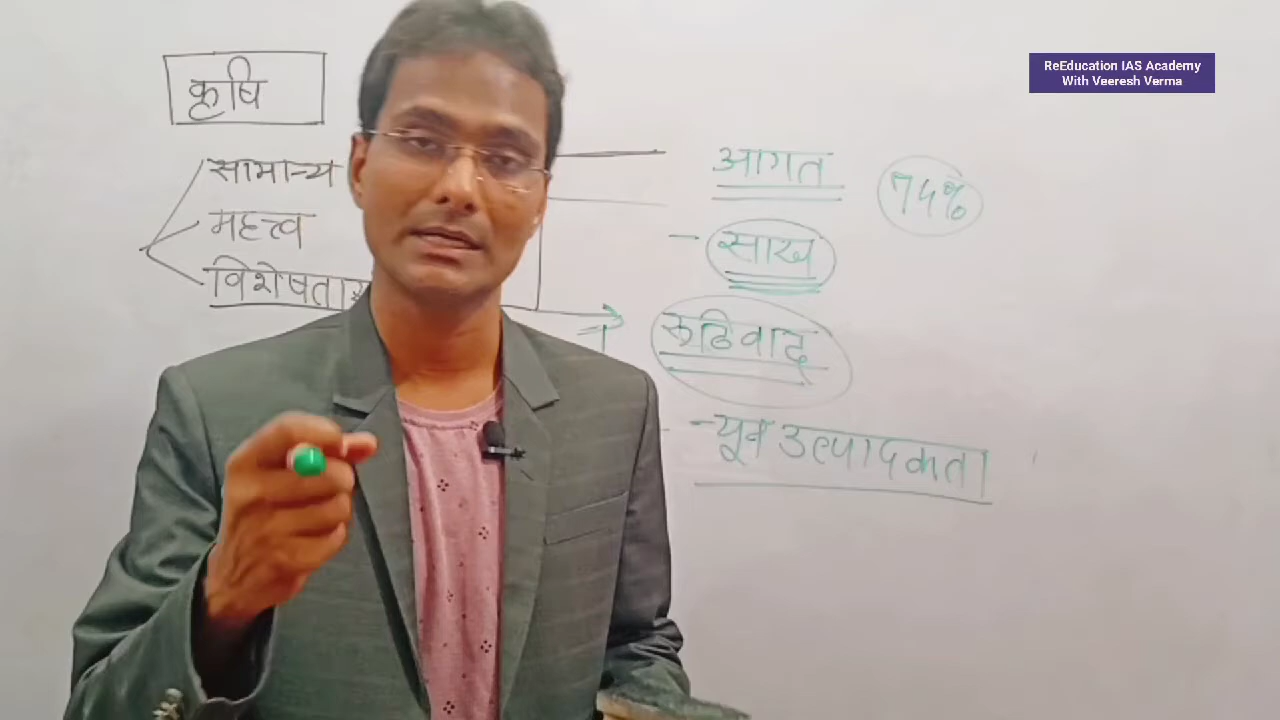 ReEducation IAS Academy
With Veeresh Verma
कृषि
सामान्य
महत्त्व
विशेषताएं
आगत
74%
साख
रूढिवाद
उत्पादकता